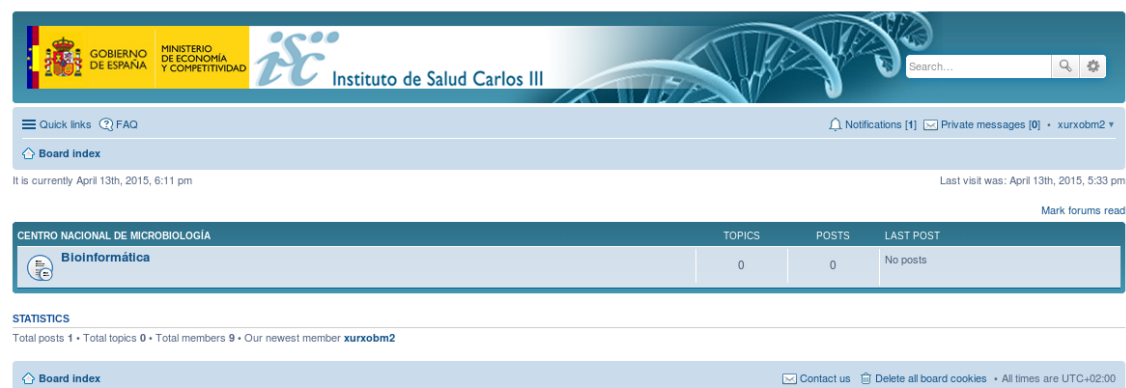 GOBIERNO
DE ESPAÑA
MINISTERIO
DE ECONOMÍA
Y COMPETITIVIDAD
isc
Instituto de Salud Carlos III
Search…
Quick links FAQ
Notifications [1] Private messages [0] • xurxobm2
Board index
It is currently April 13th, 2015, 6:11 pm
Last visit was: April 13th, 2015, 5:33 pm
Mark forums read
CENTRO NACIONAL DE MICROBIOLOGÍA TOPICS POSTS LAST POST
Bioinformática 0 0 No posts
STATISTICS
Total posts 1 • Total topics 0 • Total members 9 • Our newest member xurxobm2
Board index Contact us Delete all board cookies • All times are UTC+02:00